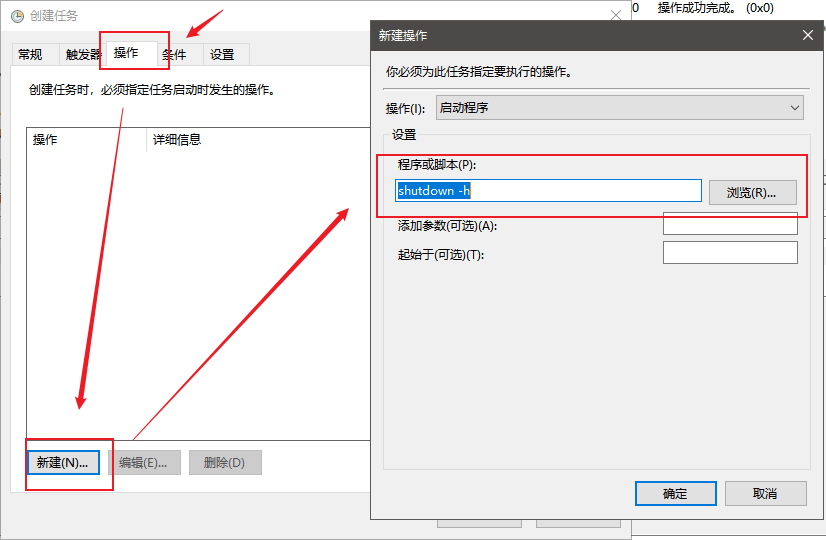 创建任务
0 操作成功完成。 (0x0)
常规 触发器 操作 条件 设置
创建任务时，必须指定任务启动时发生的操作。
操作 详细信息
新建(N)... 编辑(E)... 删除(D)
新建操作
你必须为此任务指定要执行的操作。
操作(I): 启动程序
设置
程序或脚本(P):
shutdown -h 浏览(R)...
添加参数(可选)(A):
起始于(可选)(T):
确定 取消